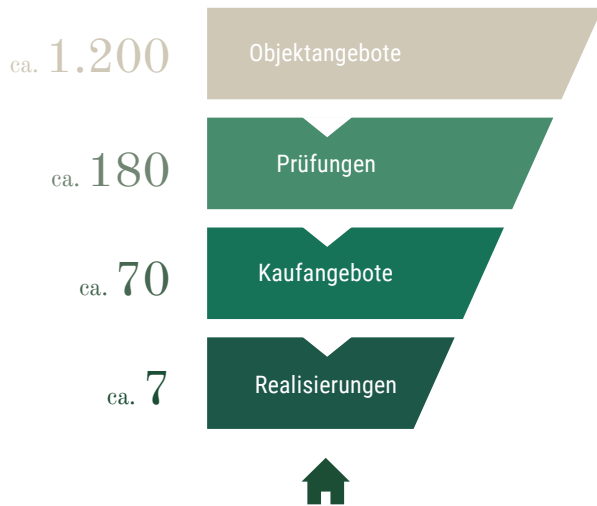 ca. 1.200 Objektangebote
ca. 180 Prüfungen
ca. 70 Kaufangebote
ca. 7 Realisierungen